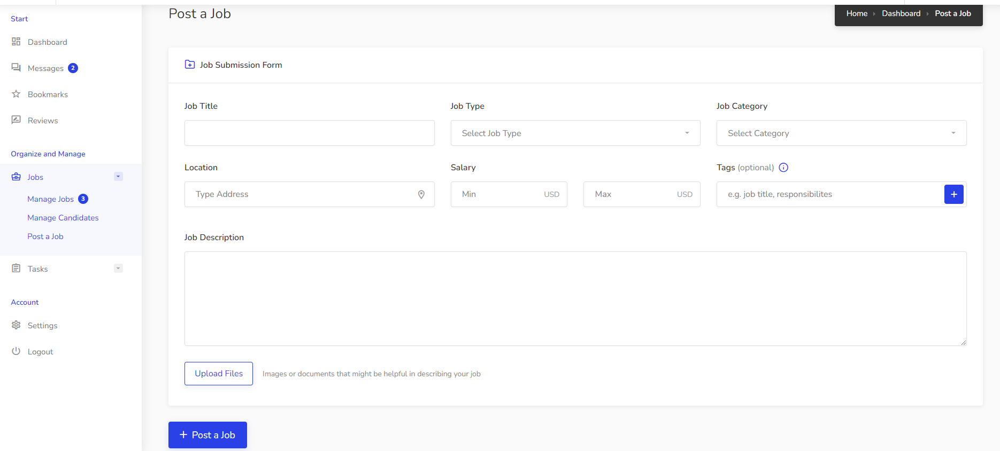 Start
Dashboard
Messages 2
Bookmarks
Reviews
Organize and Manage
Jobs
Manage Jobs 3
Manage Candidates
Post a Job
Tasks
Account
Settings
Logout
Post a Job
Home Dashboard Post a Job
Job Submission Form
Job Title Job Type Job Category
Select Job Type Select Category
Location Salary Tags (optional)
Type Address Min USD Max USD e.g. job title, responsibilites
Job Description
Upload Files Images or documents that might be helpful in describing your job
+ Post a Job